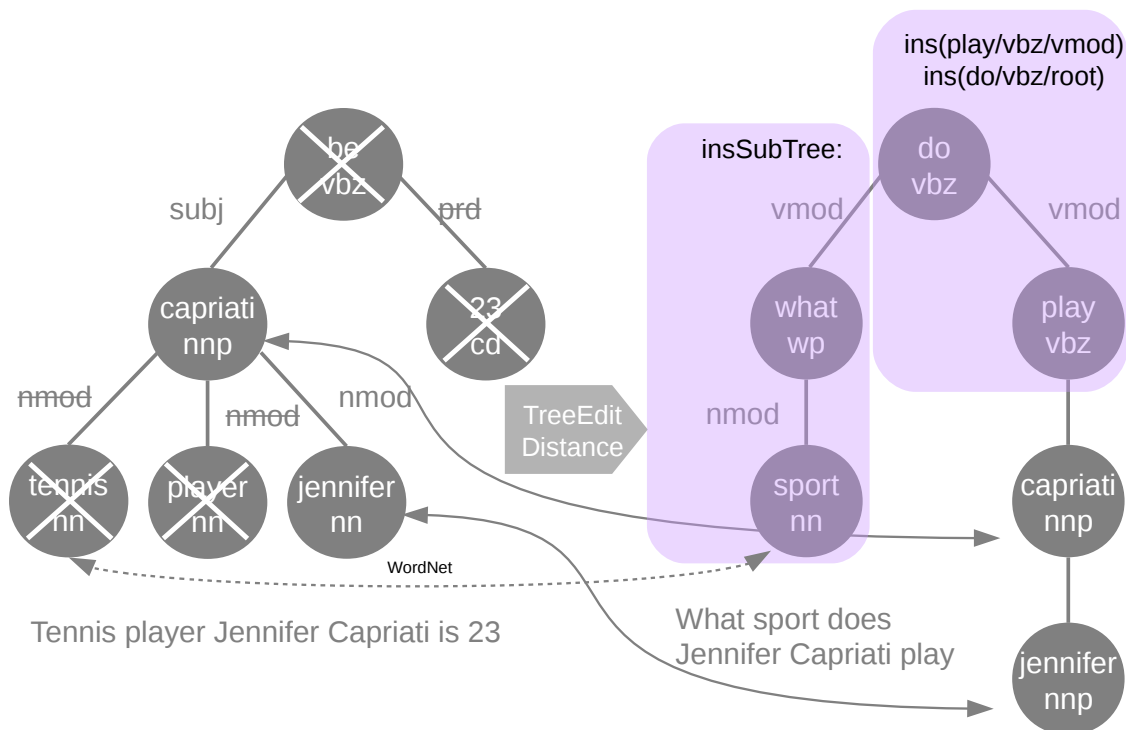 ins(play/vbz/vmod)
ins(do/vbz/root)
insSubTree:
be
vbz
do
vbz
subj
prd
vmod
vmod
capriati
nnp
23
cd
what
wp
play
vbz
nmod
nmod
nmod
TreeEdit
Distance
nmod
tennis
nn
player
nn
jennifer
nn
sport
nn
capriati
nnp
WordNet
Tennis player Jennifer Capriati is 23
What sport does
Jennifer Capriati play
jennifer
nnp